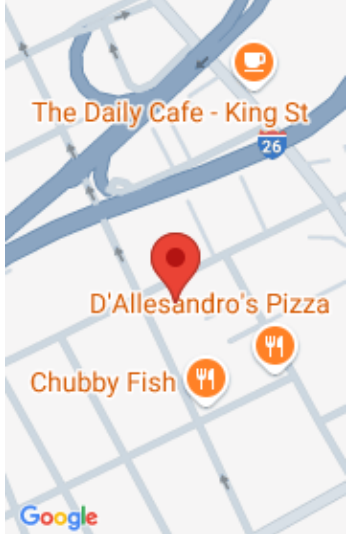 The Daily Cafe - King St
26
D'Allesandro's Pizza
Chubby Fish
Google